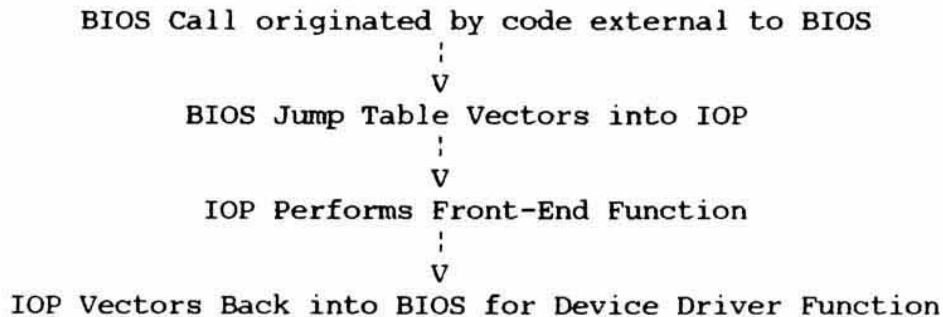 BIOS Call originated by code external to BIOS
¦
V
BIOS Jump Table Vectors into IOP
¦
V
IOP Performs Front-End Function
¦
V
IOP Vectors Back into BIOS for Device Driver Function